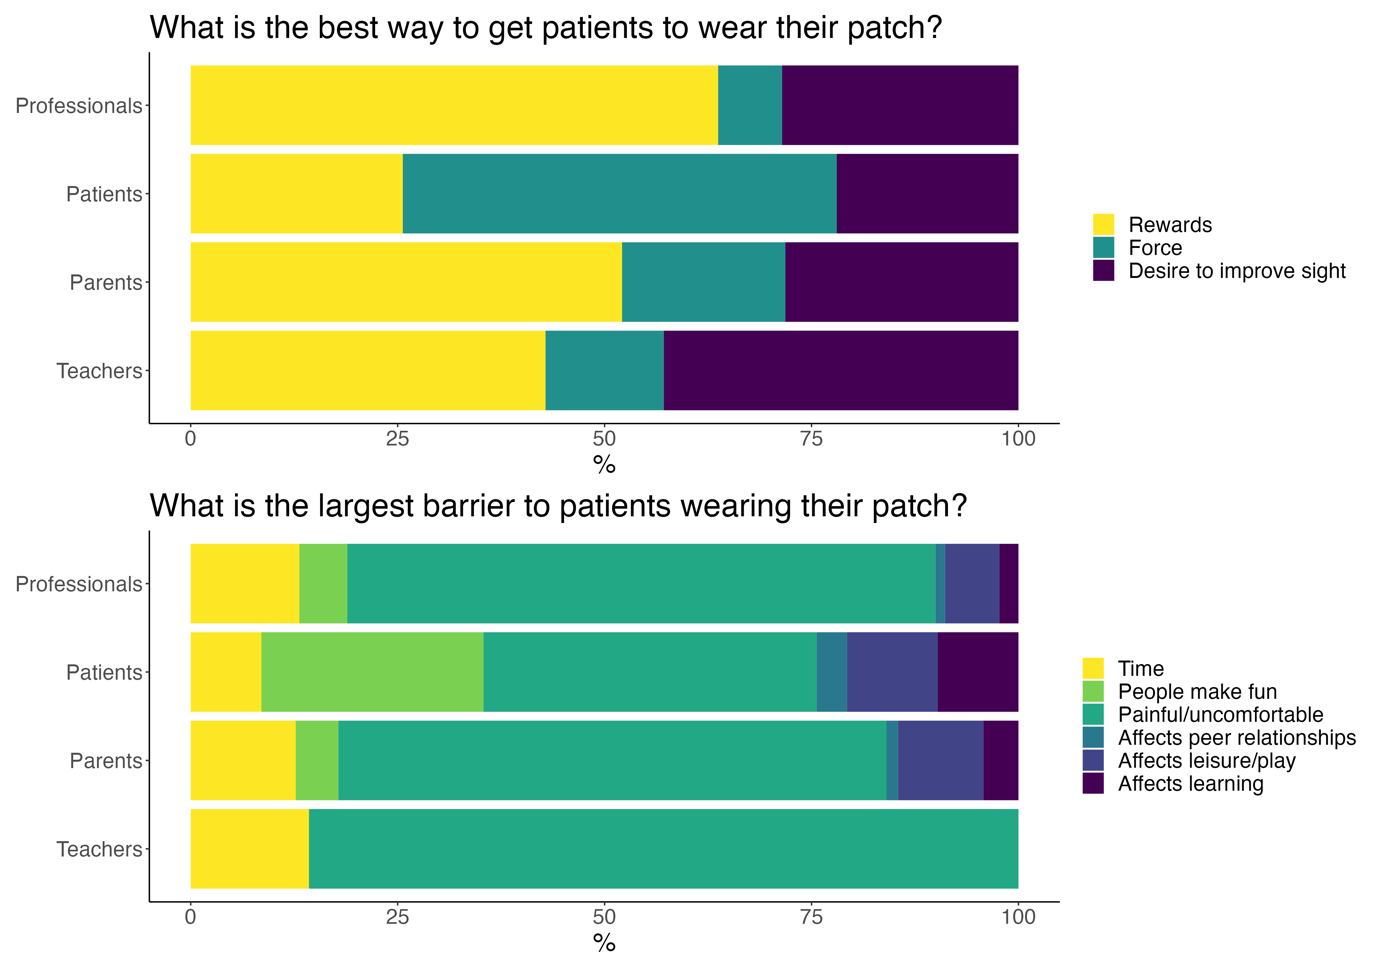 What is the best way to get patients to wear their patch?
Professionals
Patients
Parents
Teachers
0 25 50 75 100
%
Rewards
Force
Desire to improve sight
What is the largest barrier to patients wearing their patch?
Professionals
Patients
Parents
Teachers
0 25 50 75 100
%
Time
People make fun
Painful/uncomfortable
Affects peer relationships
Affects leisure/play
Affects learning